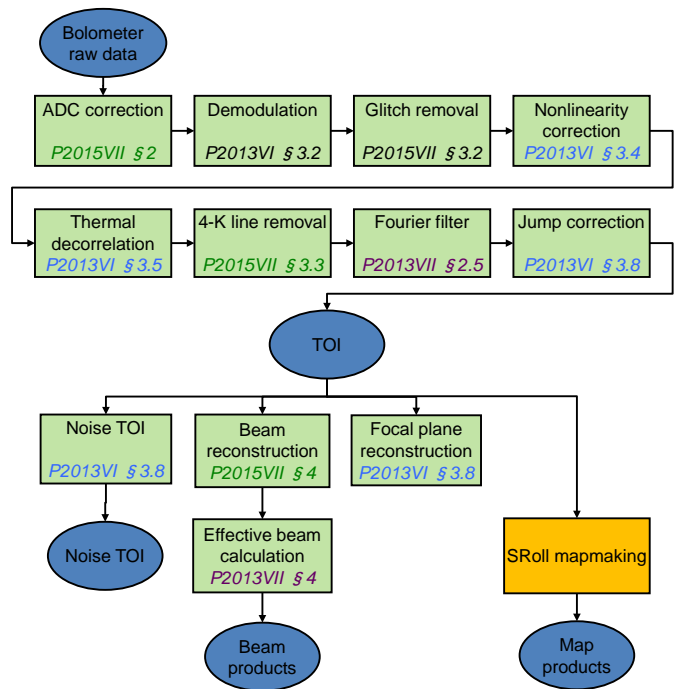 Bolometer
raw data
ADC correction
P2015VII § 2
Demodulation
P2013VI § 3.2
Glitch removal
P2015VII § 3.2
Nonlinearity
correction
P2013VI § 3.4
Thermal
decorrelation
P2013VI § 3.5
4-K line removal
P2015VII § 3.3
Fourier filter
P2013VII § 2.5
Jump correction
P2013VI § 3.8
TOI
Noise TOI
P2013VI § 3.8
Beam
reconstruction
P2015VII § 4
Focal plane
reconstruction
P2013VI § 3.8
Noise TOI
Effective beam
calculation
P2013VII § 4
SRoll mapmaking
Beam
products
Map
products